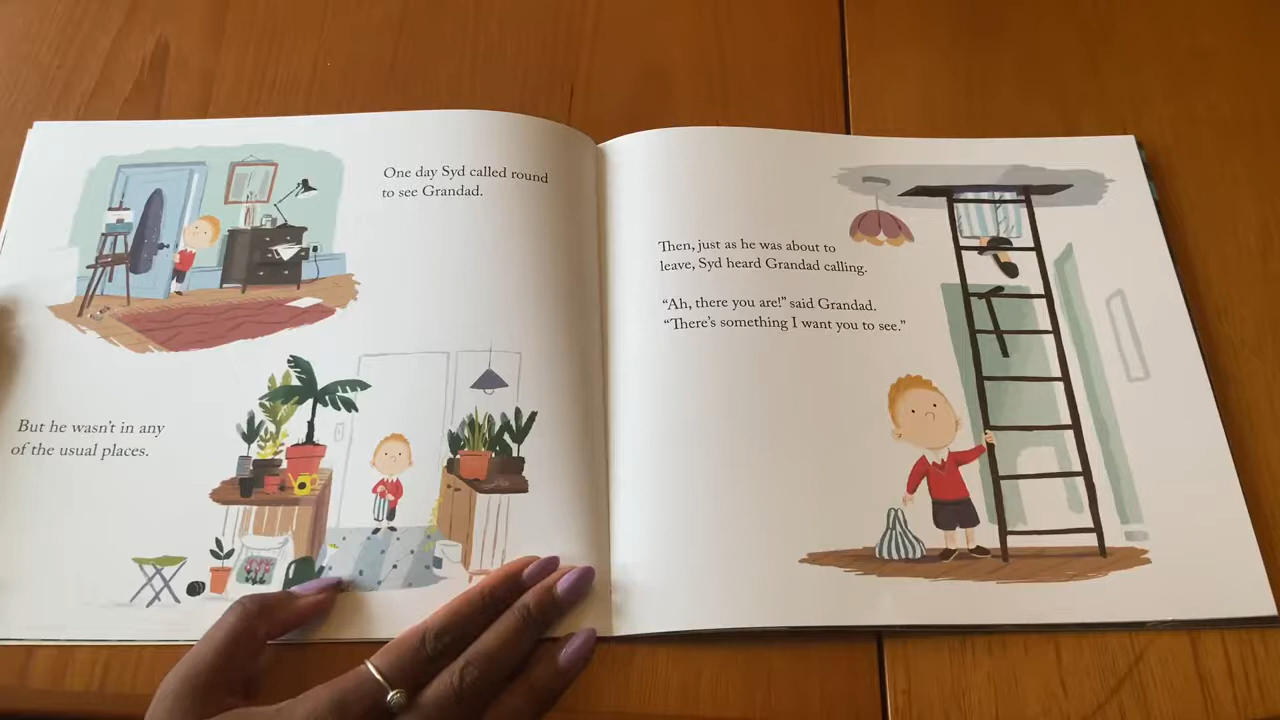 One day Syd called round
to see Grandad.
But he wasn’t in any
of the usual places.
Then, just as he was about to
leave, Syd heard Grandad calling.
“Ah, there you are!” said Grandad.
“There’s something I want you to see.”